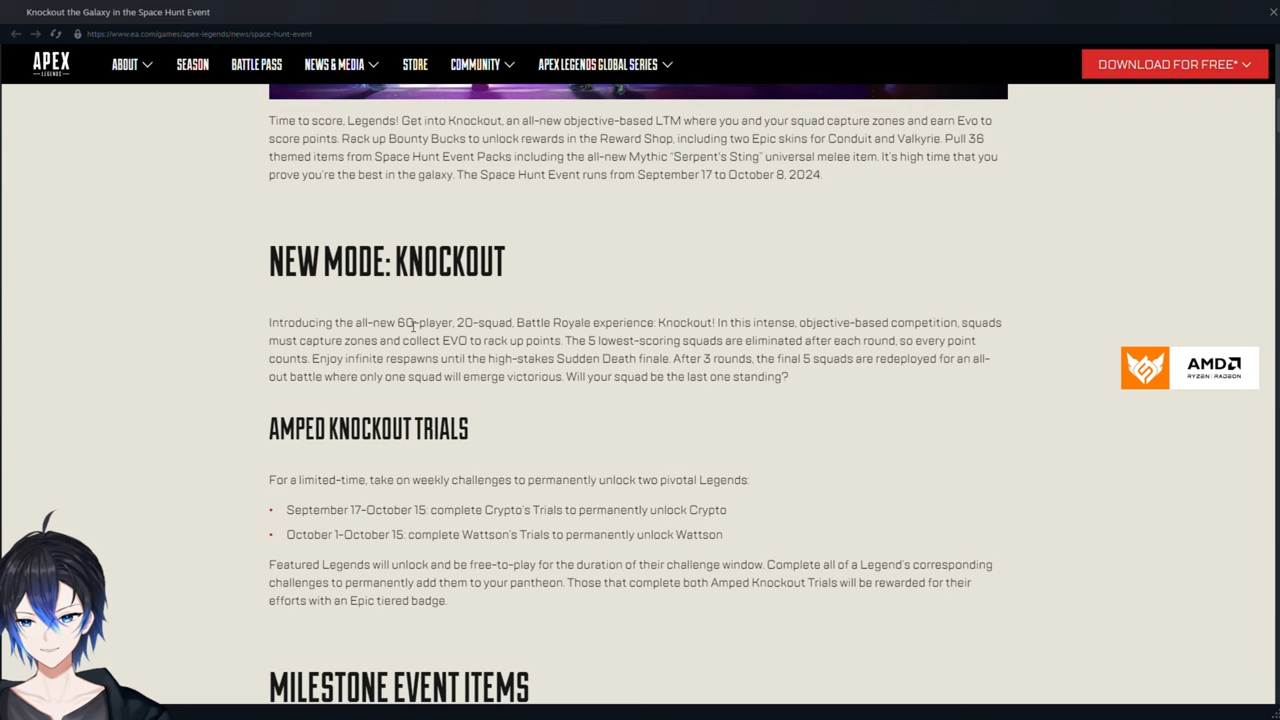 Knockout the Galaxy in the Space Hunt Event
https://www.ea.com/games/apex-legends/news/space-hunt-event
APEX
LEGENDS
ABOUT
SEASON
BATTLE PASS
NEWS & MEDIA
STORE
COMMUNITY
APEX LEGENDS GLOBAL SERIES
DOWNLOAD FOR FREE*
Time to score, Legends! Get into Knockout, an all-new objective-based LTM where you and your squad capture zones and earn Evo to
score points. Rack up Bounty Bucks to unlock rewards in the Reward Shop, including two Epic skins for Conduit and Valkyrie. Pull 36
themed items from Space Hunt Event Packs including the all-new Mythic “Serpent's Sting” universal melee item. It's high time that you
prove you're the best in the galaxy. The Space Hunt Event runs from September 17 to October 8, 2024.
NEW MODE: KNOCKOUT
Introducing the all-new 60-player, 20-squad, Battle Royale experience: Knockout! In this intense, objective-based competition, squads
must capture zones and collect EVO to rack up points. The 5 lowest-scoring squads are eliminated after each round, so every point
counts. Enjoy infinite respawns until the high-stakes Sudden Death finale. After 3 rounds, the final 5 squads are redeployed for an all-
out battle where only one squad will emerge victorious. Will your squad be the last one standing?
AMD
RYZEN | RADEON
AMPED KNOCKOUT TRIALS
For a limited-time, take on weekly challenges to permanently unlock two pivotal Legends:
• September 17-October 15: complete Crypto's Trials to permanently unlock Crypto
• October 1-October 15: complete Wattson's Trials to permanently unlock Wattson
Featured Legends will unlock and be free-to-play for the duration of their challenge window. Complete all of a Legend's corresponding
challenges to permanently add them to your pantheon. Those that complete both Amped Knockout Trials will be rewarded for their
efforts with an Epic tiered badge.
MILESTONE EVENT ITEMS